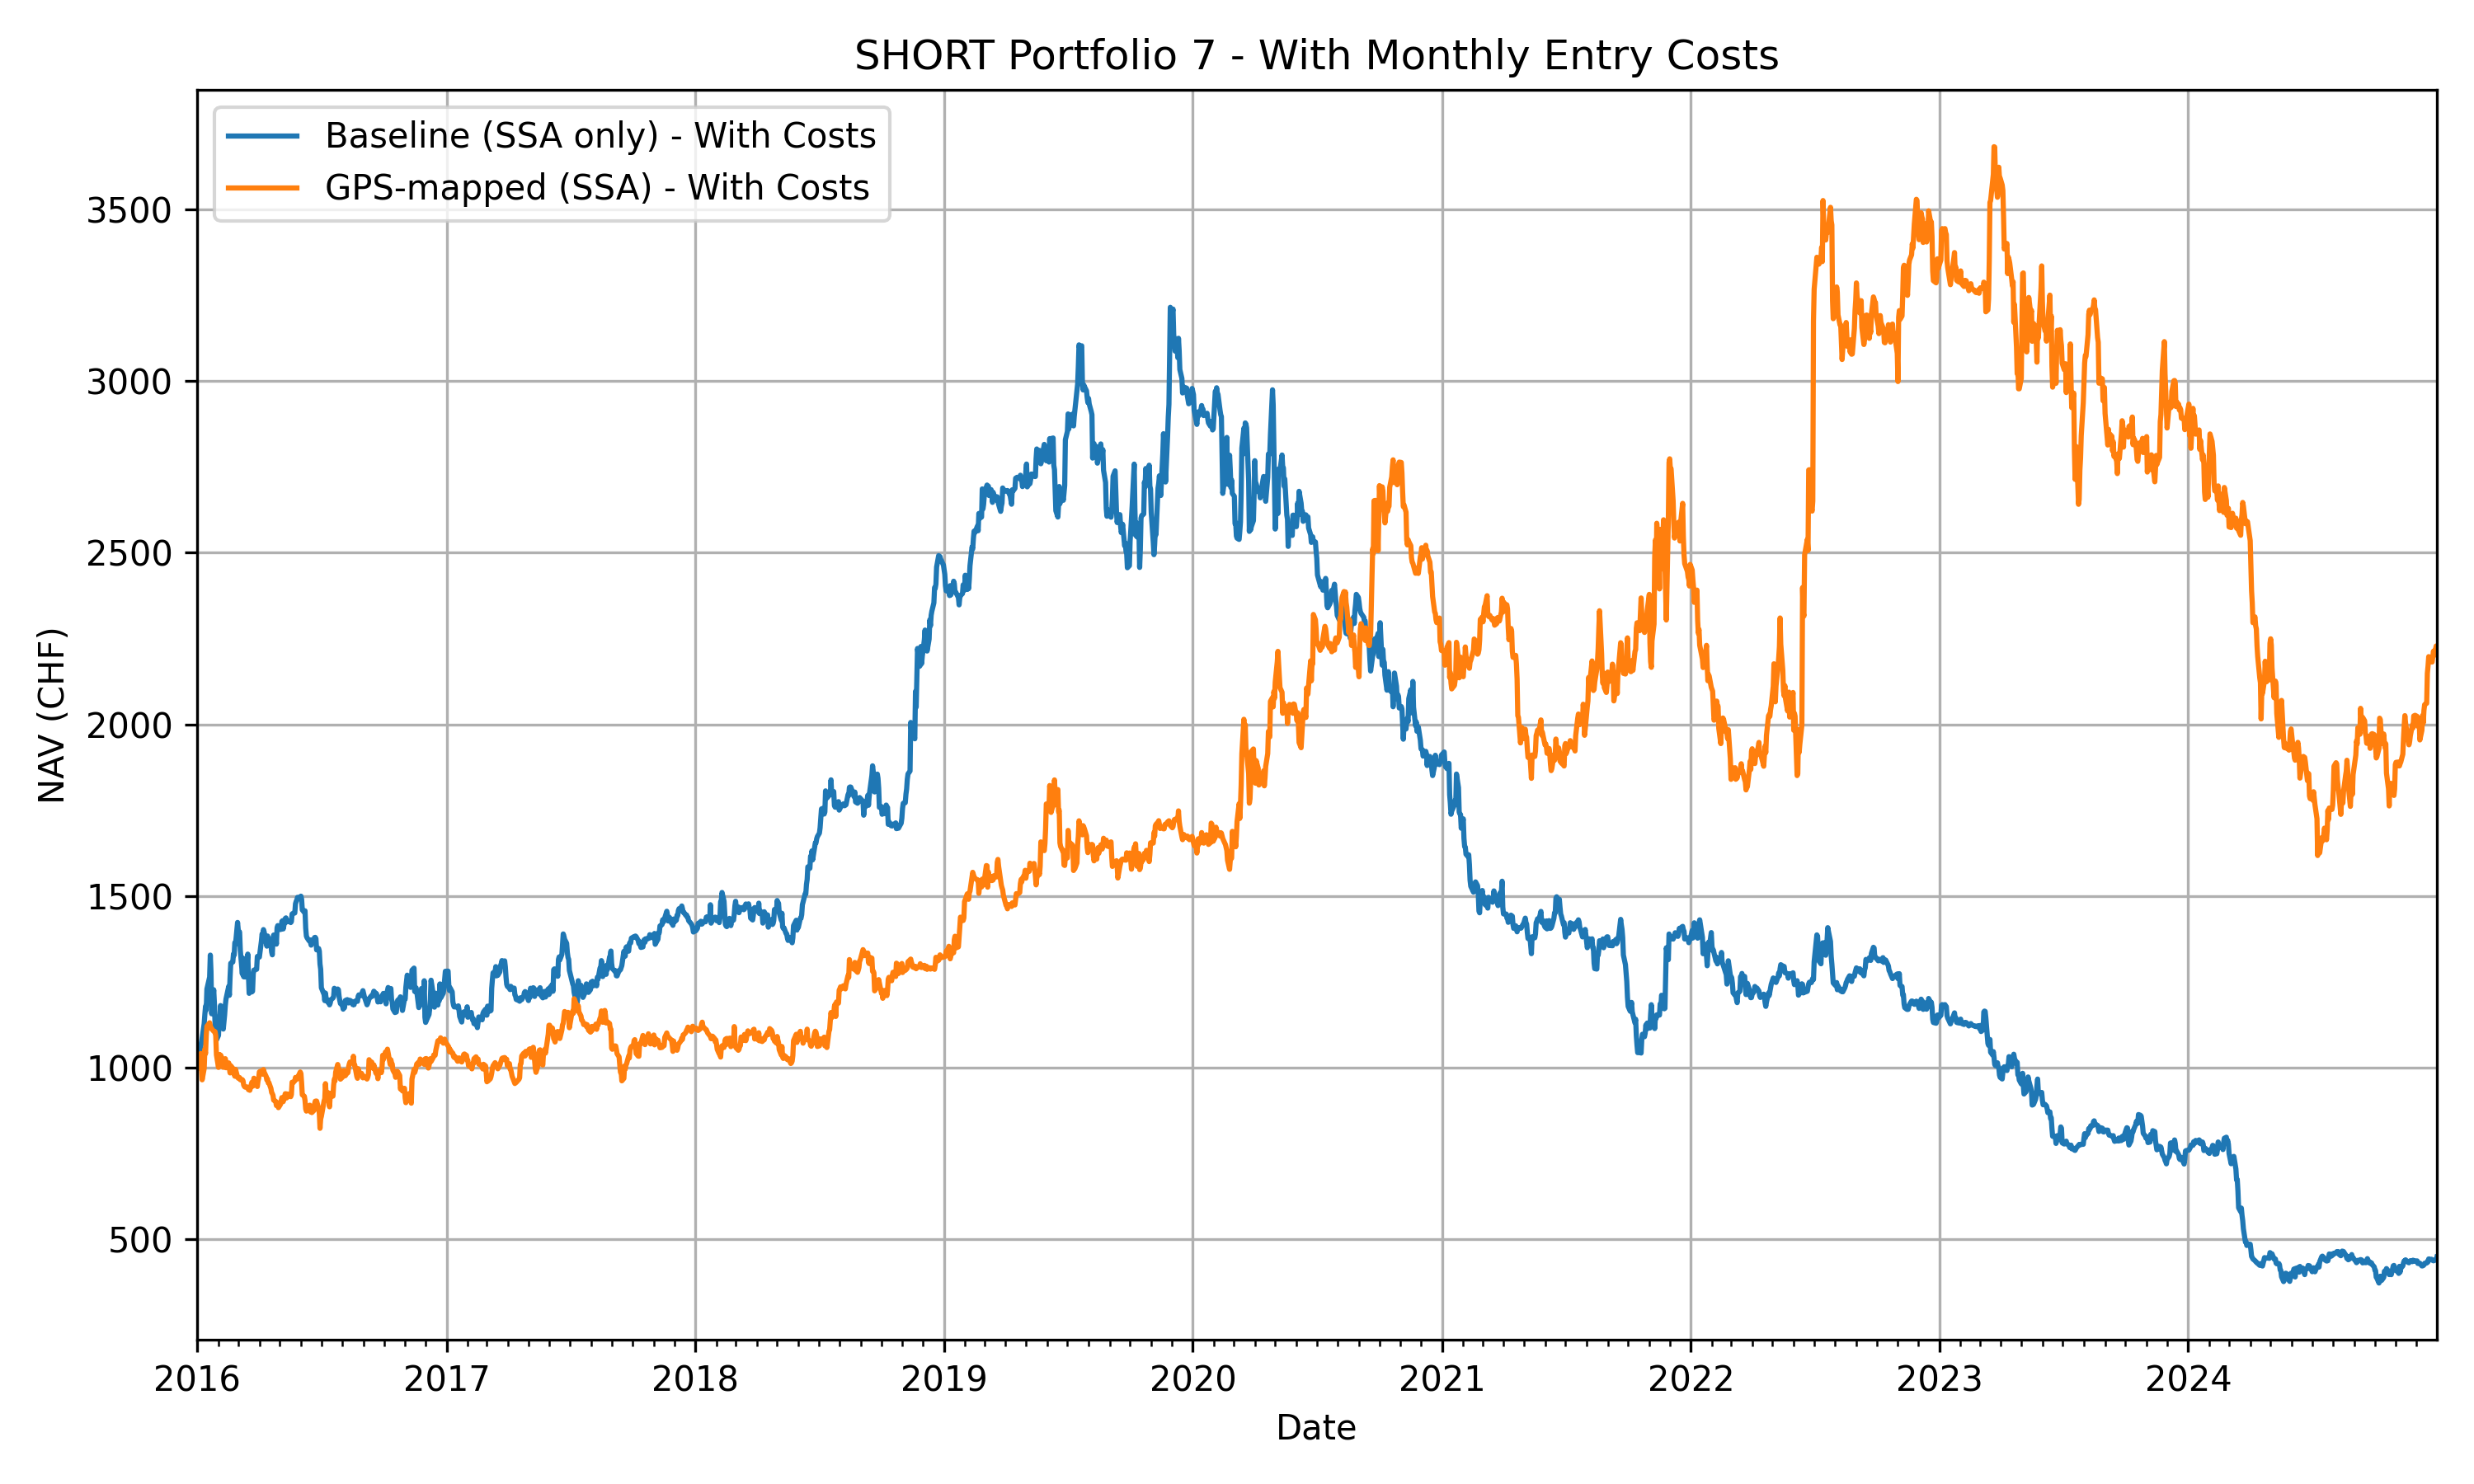 SHORT Portfolio 7 - With Monthly Entry Costs
Baseline (SSA only) - With Costs
GPS-mapped (SSA) - With Costs
3500
3000
2500
2000
1500
1000
500
NAV (CHF)
2016 2017 2018 2019 2020 2021 2022 2023 2024
Date